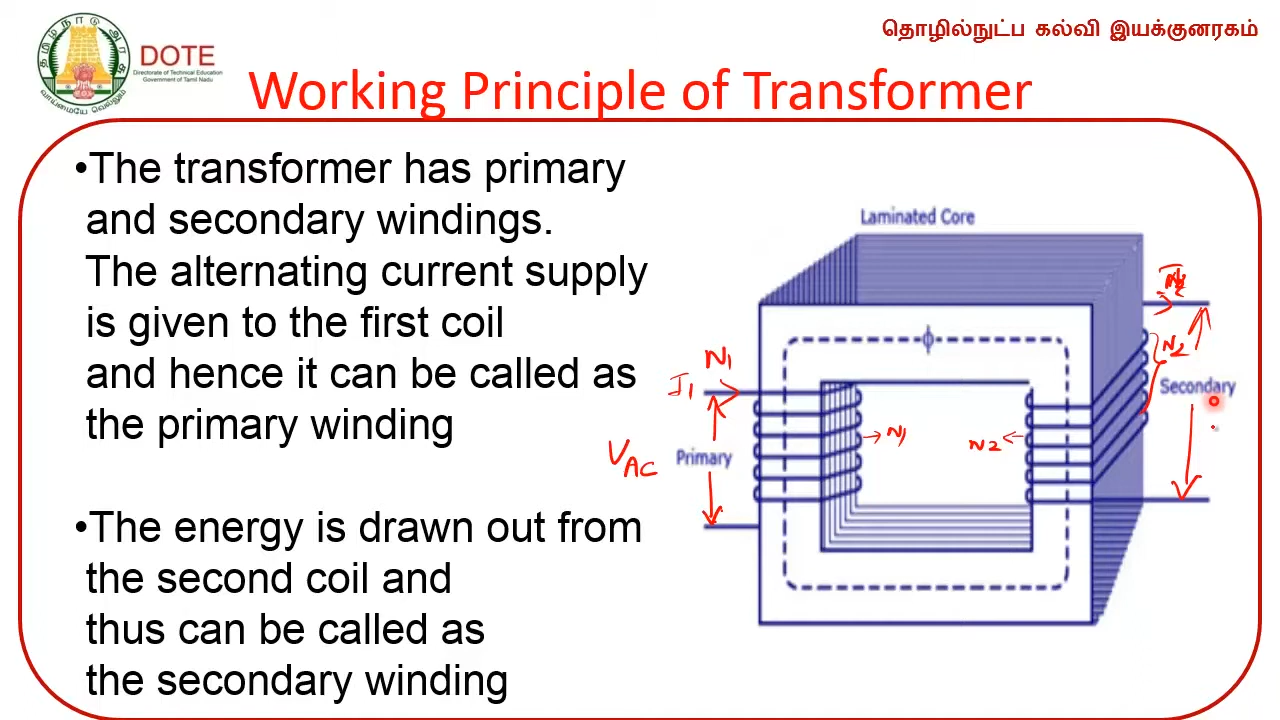 தொழில்நுட்ப கல்வி இயக்குனரகம்
தமிழ்நாடு அரசு
வாய்மையே வெல்லும்
DOTE
Directorate of Technical Education
Government of Tamil Nadu
Working Principle of Transformer
•The transformer has primary
and secondary windings.
The alternating current supply
is given to the first coil
and hence it can be called as
the primary winding
•The energy is drawn out from
the second coil and
thus can be called as
the secondary winding
Laminated Core
ϕ
N1
I1
VAC
Primary
N1
N2
N2
Secondary